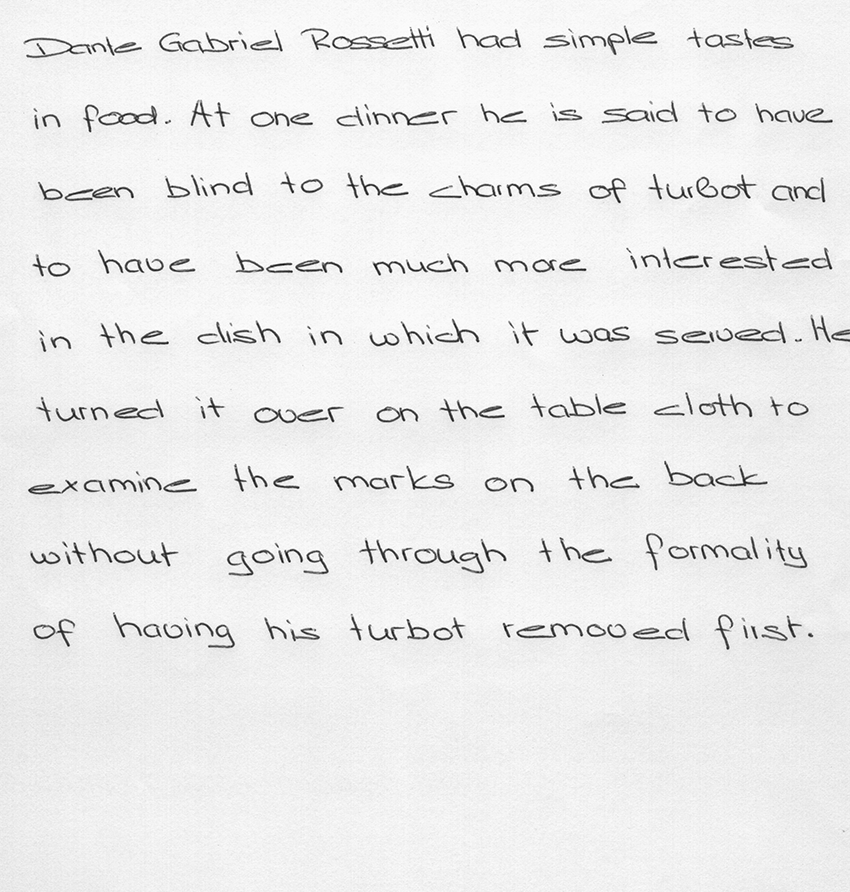 Dante Gabriel Rossetti had simple tastes
in food. At one dinner he is said to have
been blind to the charms of turbot and
to have been much more interested
in the dish in which it was served. He
turned it over on the table cloth to
examine the marks on the back
without going through the formality
of having his turbot removed first.